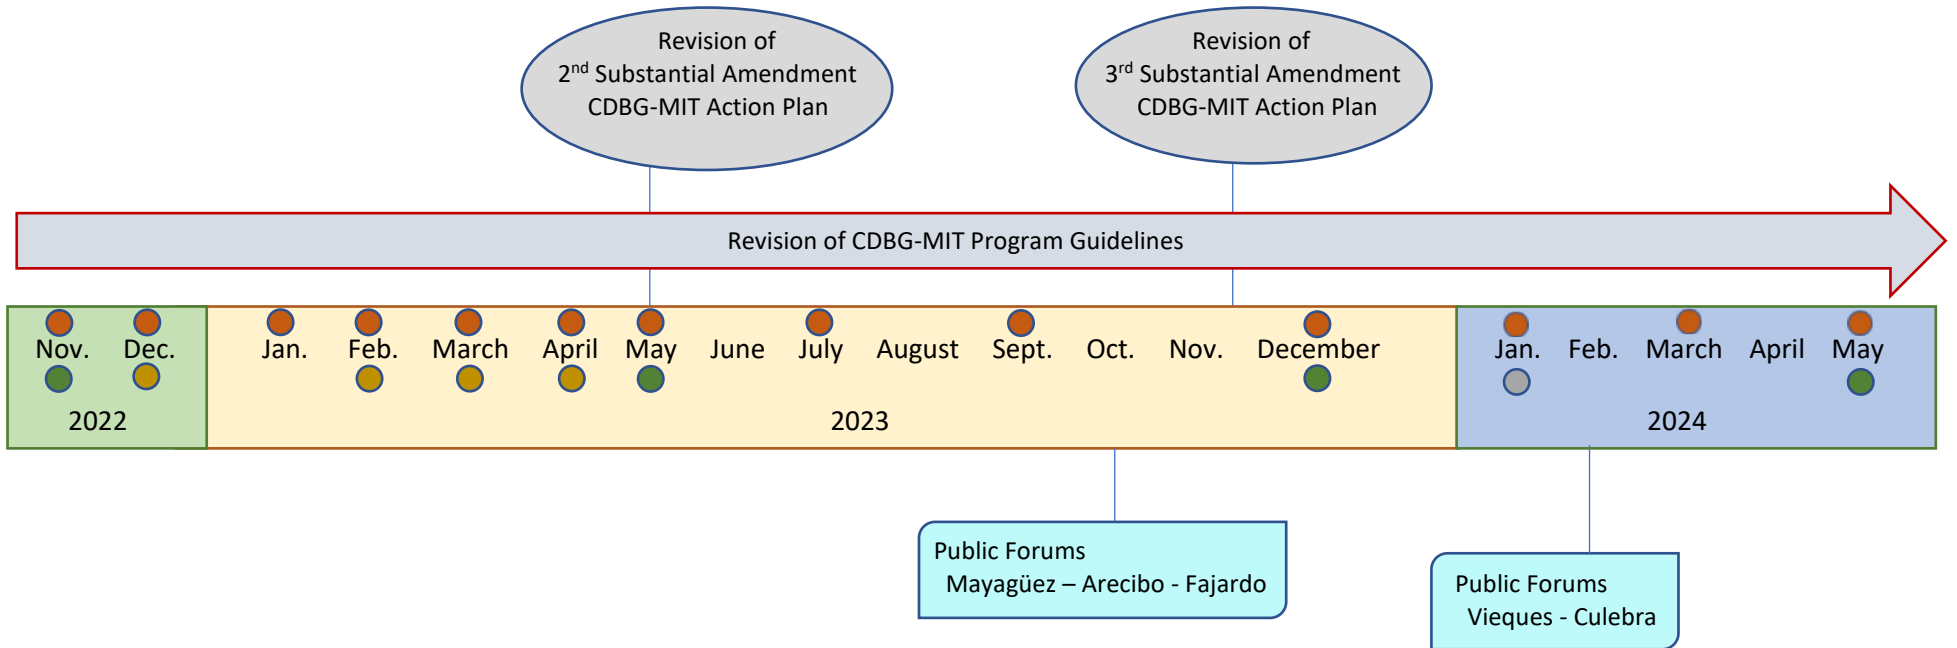 Revision of
2nd Substantial Amendment
CDBG-MIT Action Plan
Revision of
3rd Substantial Amendment
CDBG-MIT Action Plan
Revision of CDBG-MIT Program Guidelines
Nov. Dec. Jan. Feb. March April May June July August Sept. Oct. Nov. December Jan. Feb. March April May
2022 2023 2024
Public Forums
Mayagüez – Arecibo - Fajardo
Public Forums
Vieques - Culebra